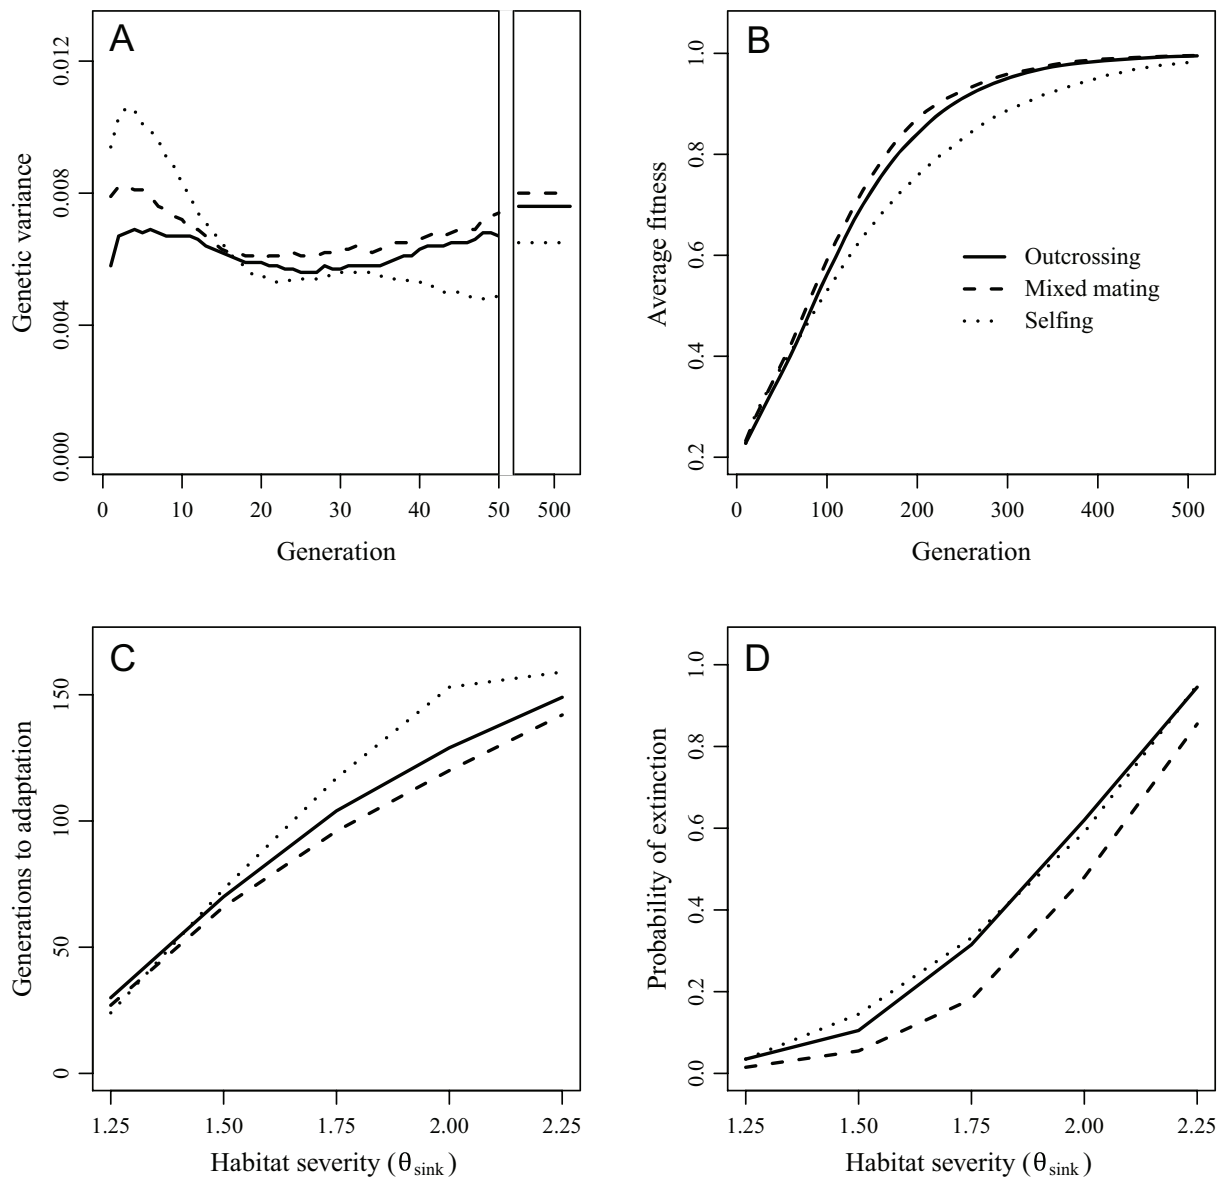 A
0.012
0.008
0.004
0.000
Genetic variance
0 10 20 30 40 50 500
Generation
B
1.0
0.8
0.6
0.4
0.2
Average fitness
Outcrossing
Mixed mating
Selfing
0 100 200 300 400 500
Generation
C
150
100
50
0
Generations to adaptation
1.25 1.50 1.75 2.00 2.25
Habitat severity (θsink)
D
1.0
0.8
0.6
0.4
0.2
0.0
Probability of extinction
1.25 1.50 1.75 2.00 2.25
Habitat severity (θsink)